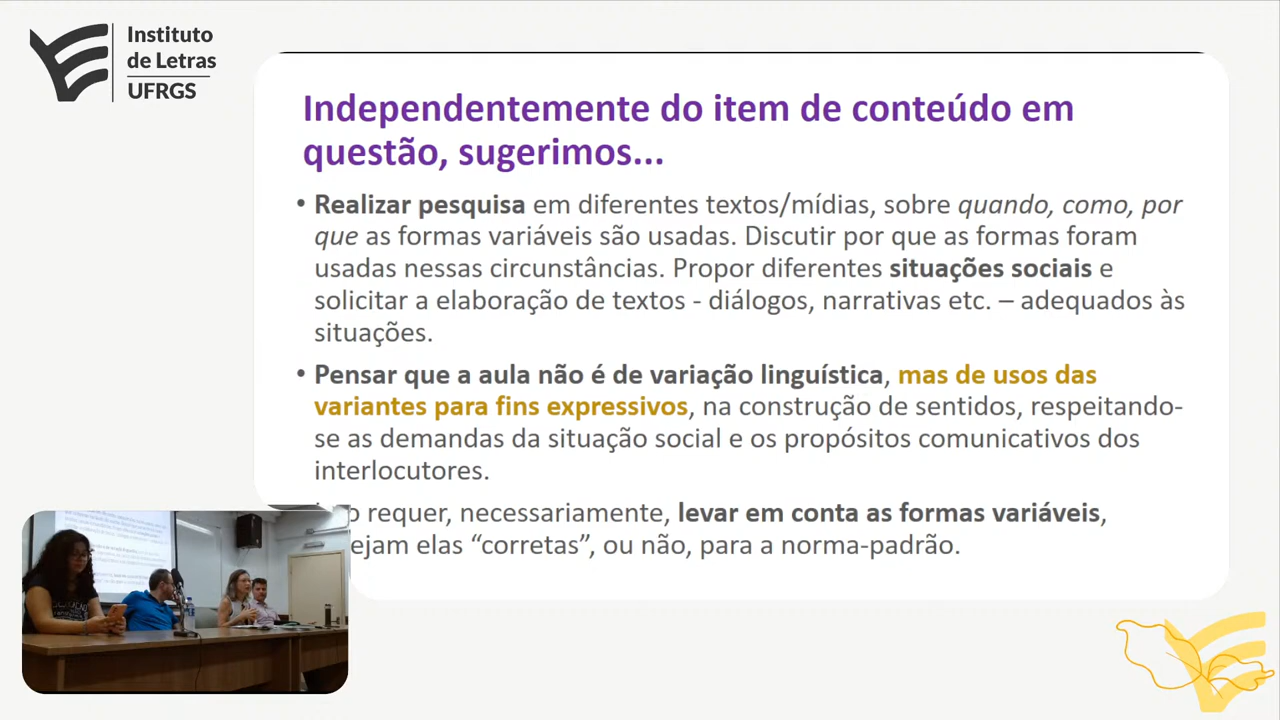 Instituto
de Letras
UFRGS
Independentemente do item de conteúdo em
questão, sugerimos...
• Realizar pesquisa em diferentes textos/mídias, sobre quando, como, por
que as formas variáveis são usadas. Discutir por que as formas foram
usadas nessas circunstâncias. Propor diferentes situações sociais e
solicitar a elaboração de textos - diálogos, narrativas etc. – adequados às
situações.
• Pensar que a aula não é de variação linguística, mas de usos das
variantes para fins expressivos, na construção de sentidos, respeitando-
se as demandas da situação social e os propósitos comunicativos dos
interlocutores.
requer, necessariamente, levar em conta as formas variáveis,
ejam elas “corretas”, ou não, para a norma-padrão.